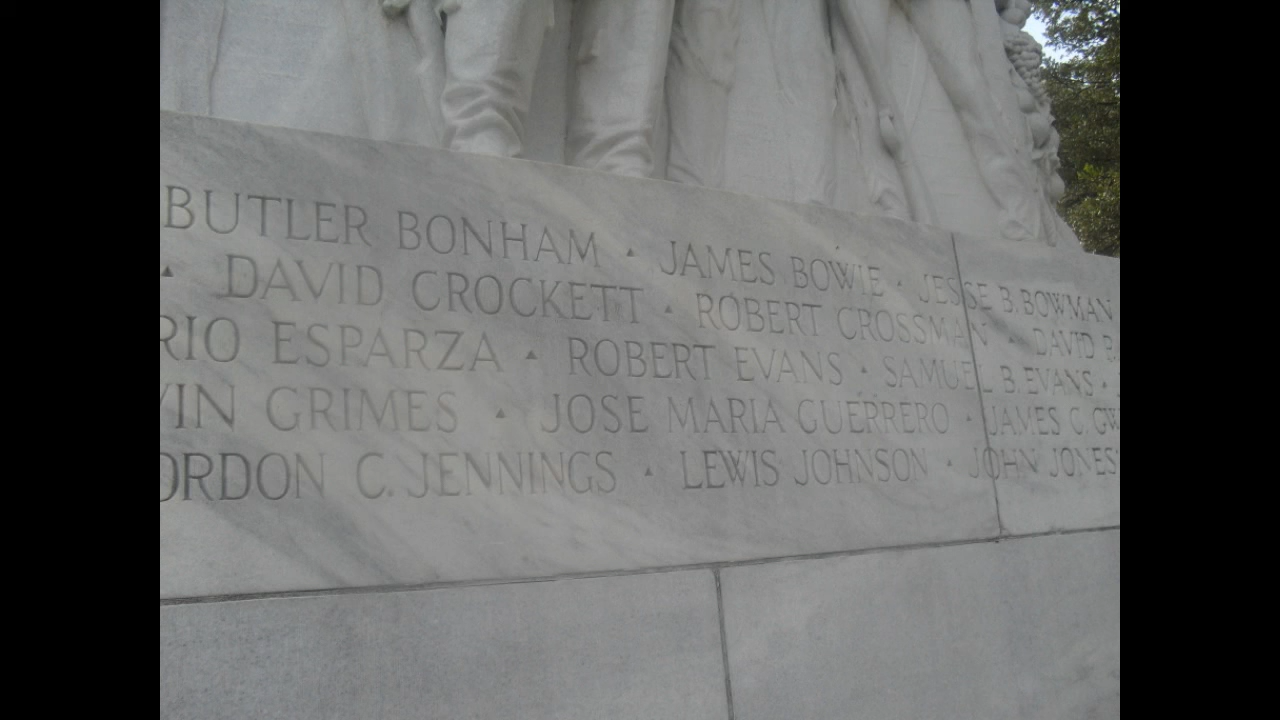 BUTLER BONHAM · JAMES BOWIE · JESSE B. BOWMAN
· DAVID CROCKETT · ROBERT CROSSMAN · DAVID
RIO ESPARZA · ROBERT EVANS · SAMUEL B. EVANS ·
VIN GRIMES · JOSE MARIA GUERRERO · JAMES C. GW
ORDON C. JENNINGS · LEWIS JOHNSON · JOHN JONES